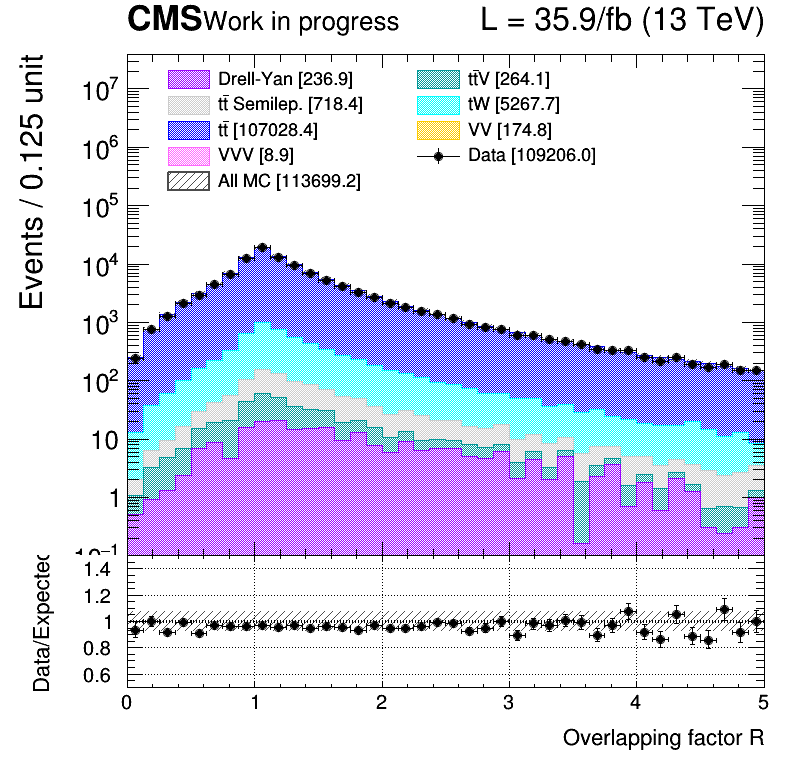 CMS Work in progress L = 35.9/fb (13 TeV)
Events / 0.125 unit
Drell-Yan [236.9]
tt̄ Semilep. [718.4]
tt̄ [107028.4]
VVV [8.9]
All MC [113699.2]
tt̄V [264.1]
tW [5267.7]
VV [174.8]
Data [109206.0]
10⁷
10⁶
10⁵
10⁴
10³
10²
10
1
10⁻¹
Data/Expected
1.4
1.2
1
0.8
0.6
0 1 2 3 4 5
Overlapping factor R